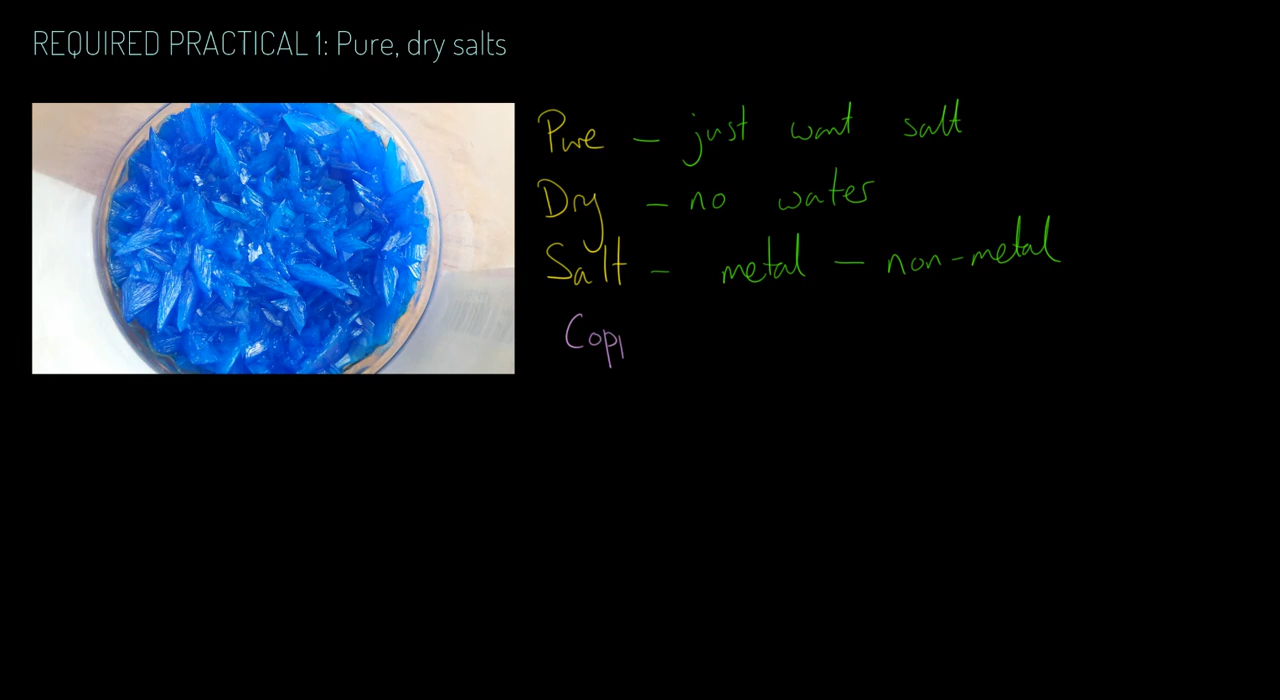 REQUIRED PRACTICAL 1: Pure, dry salts
Pure – just want salt
Dry – no water
Salt – metal – non-metal
Cop